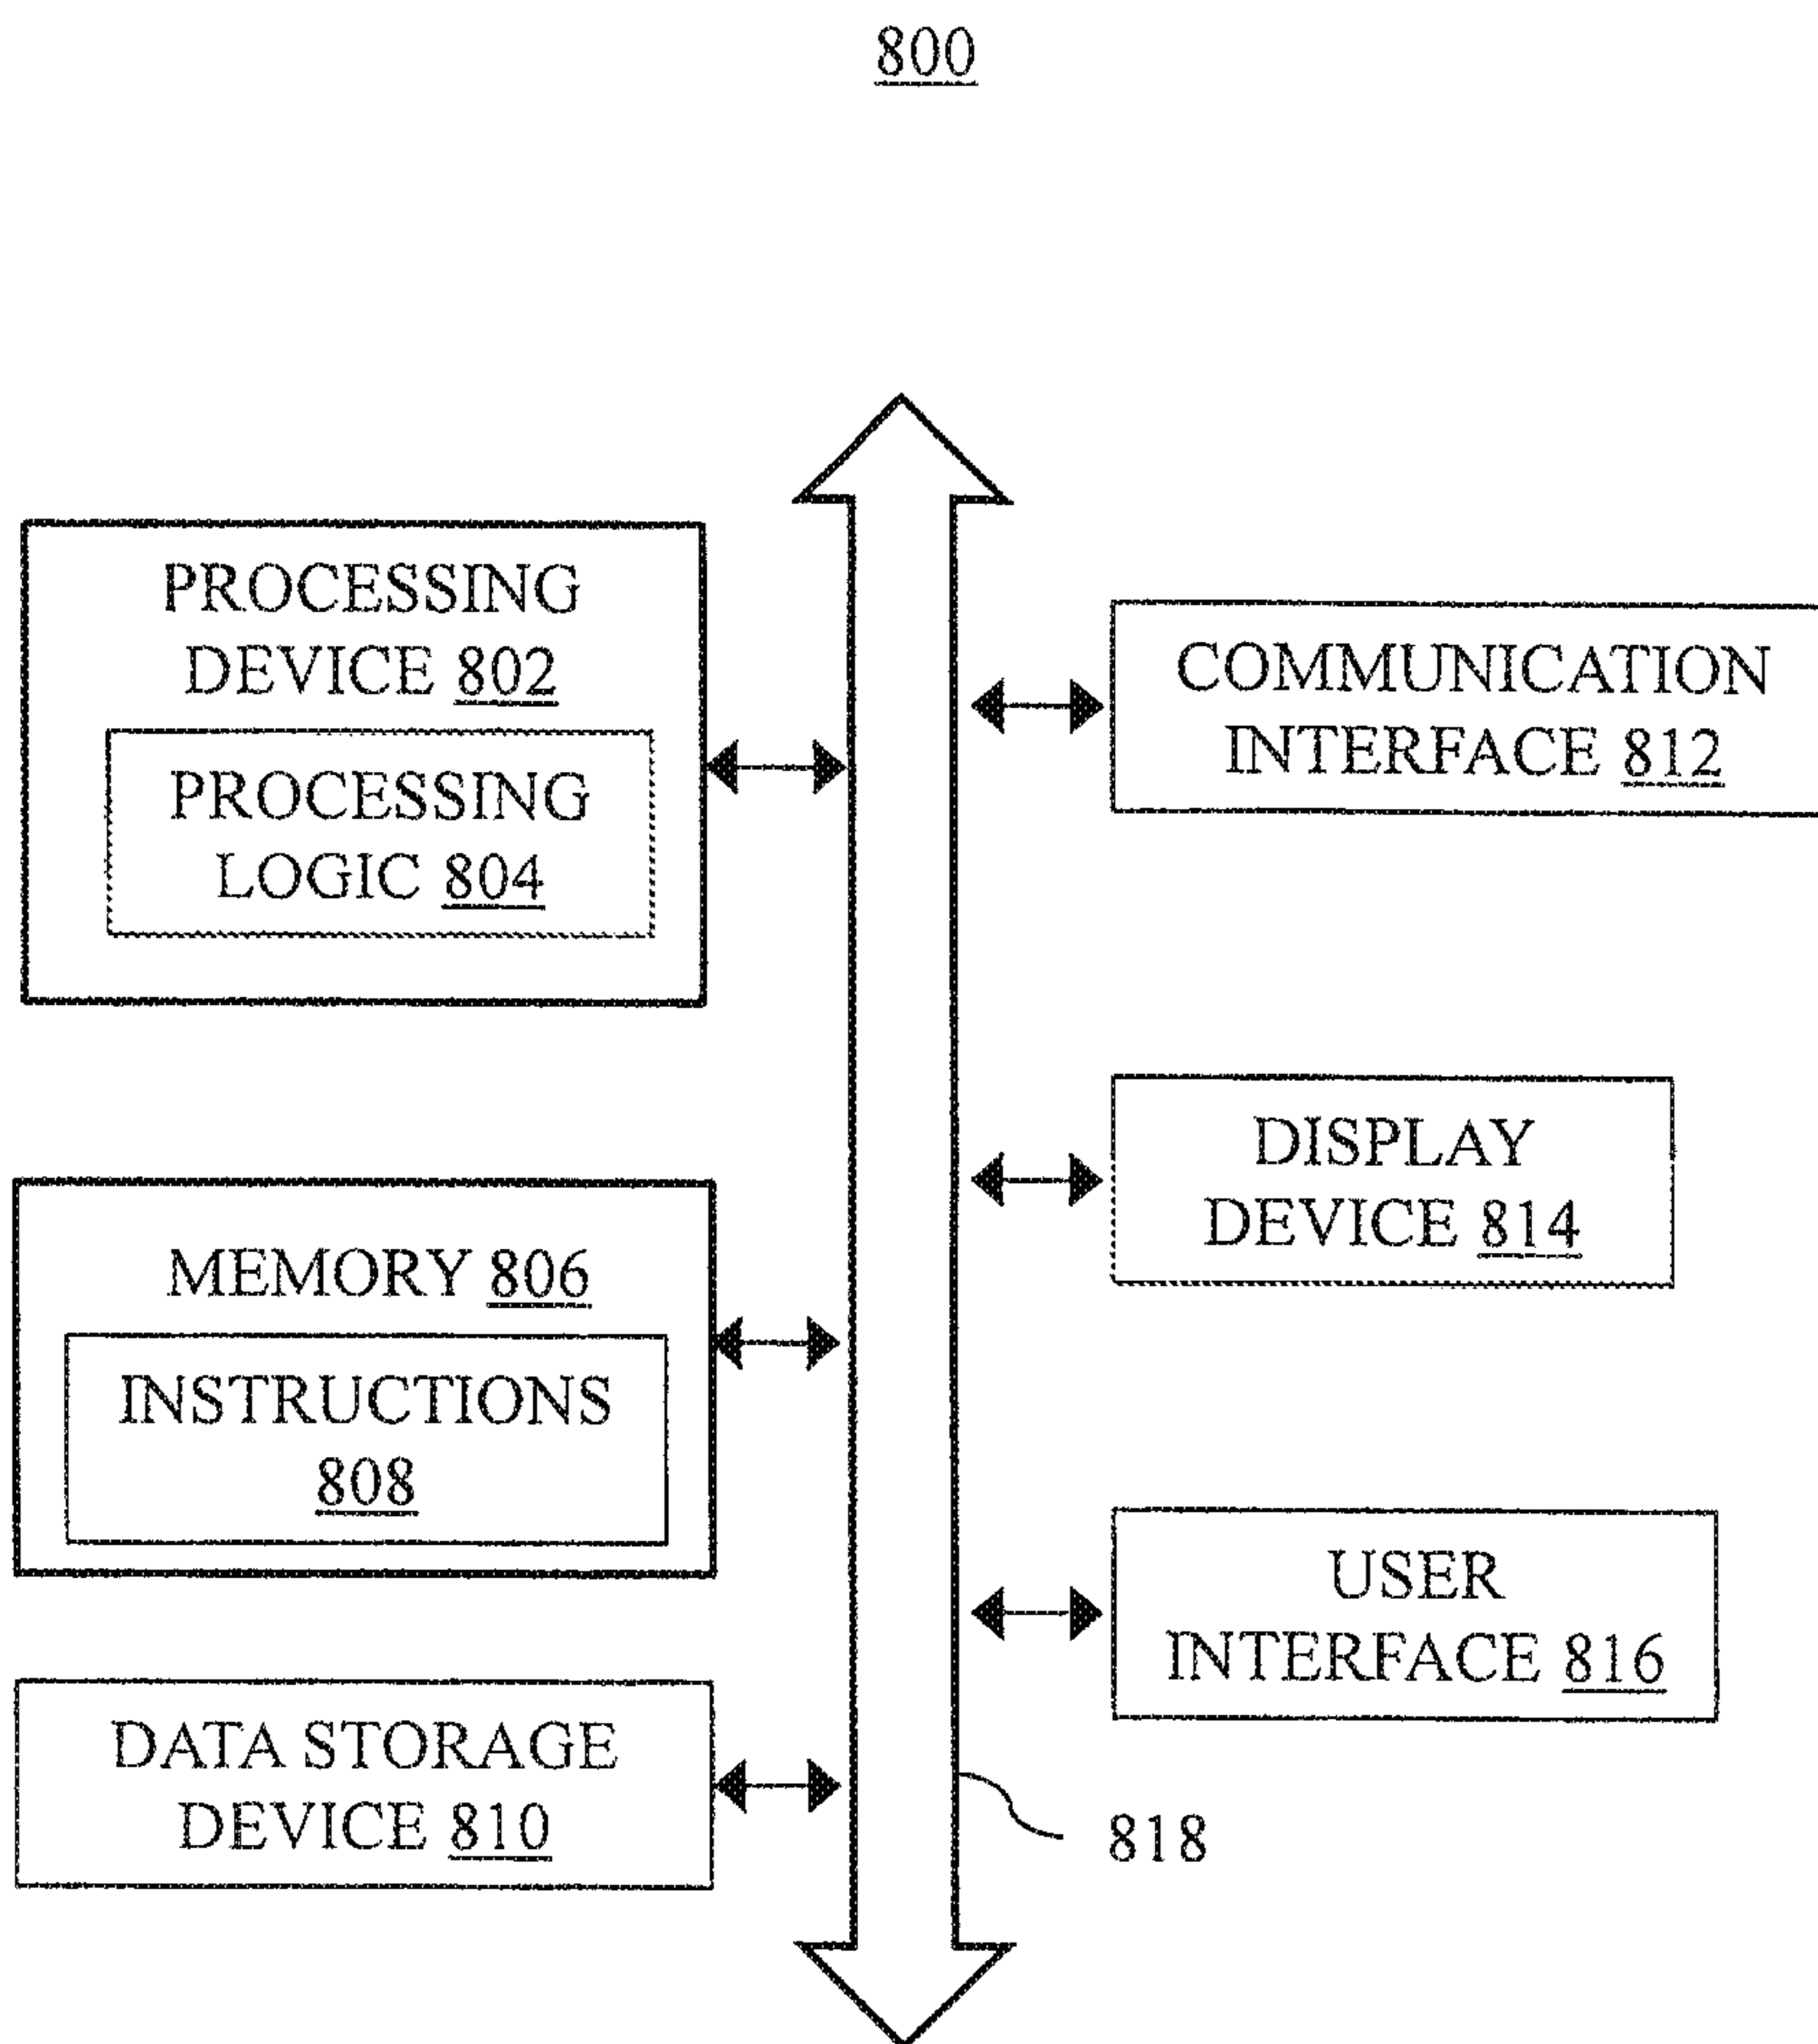 800
PROCESSING
DEVICE 802
PROCESSING
LOGIC 804
COMMUNICATION
INTERFACE 812
DISPLAY
DEVICE 814
MEMORY 806
INSTRUCTIONS
808
USER
INTERFACE 816
DATA STORAGE
DEVICE 810
818